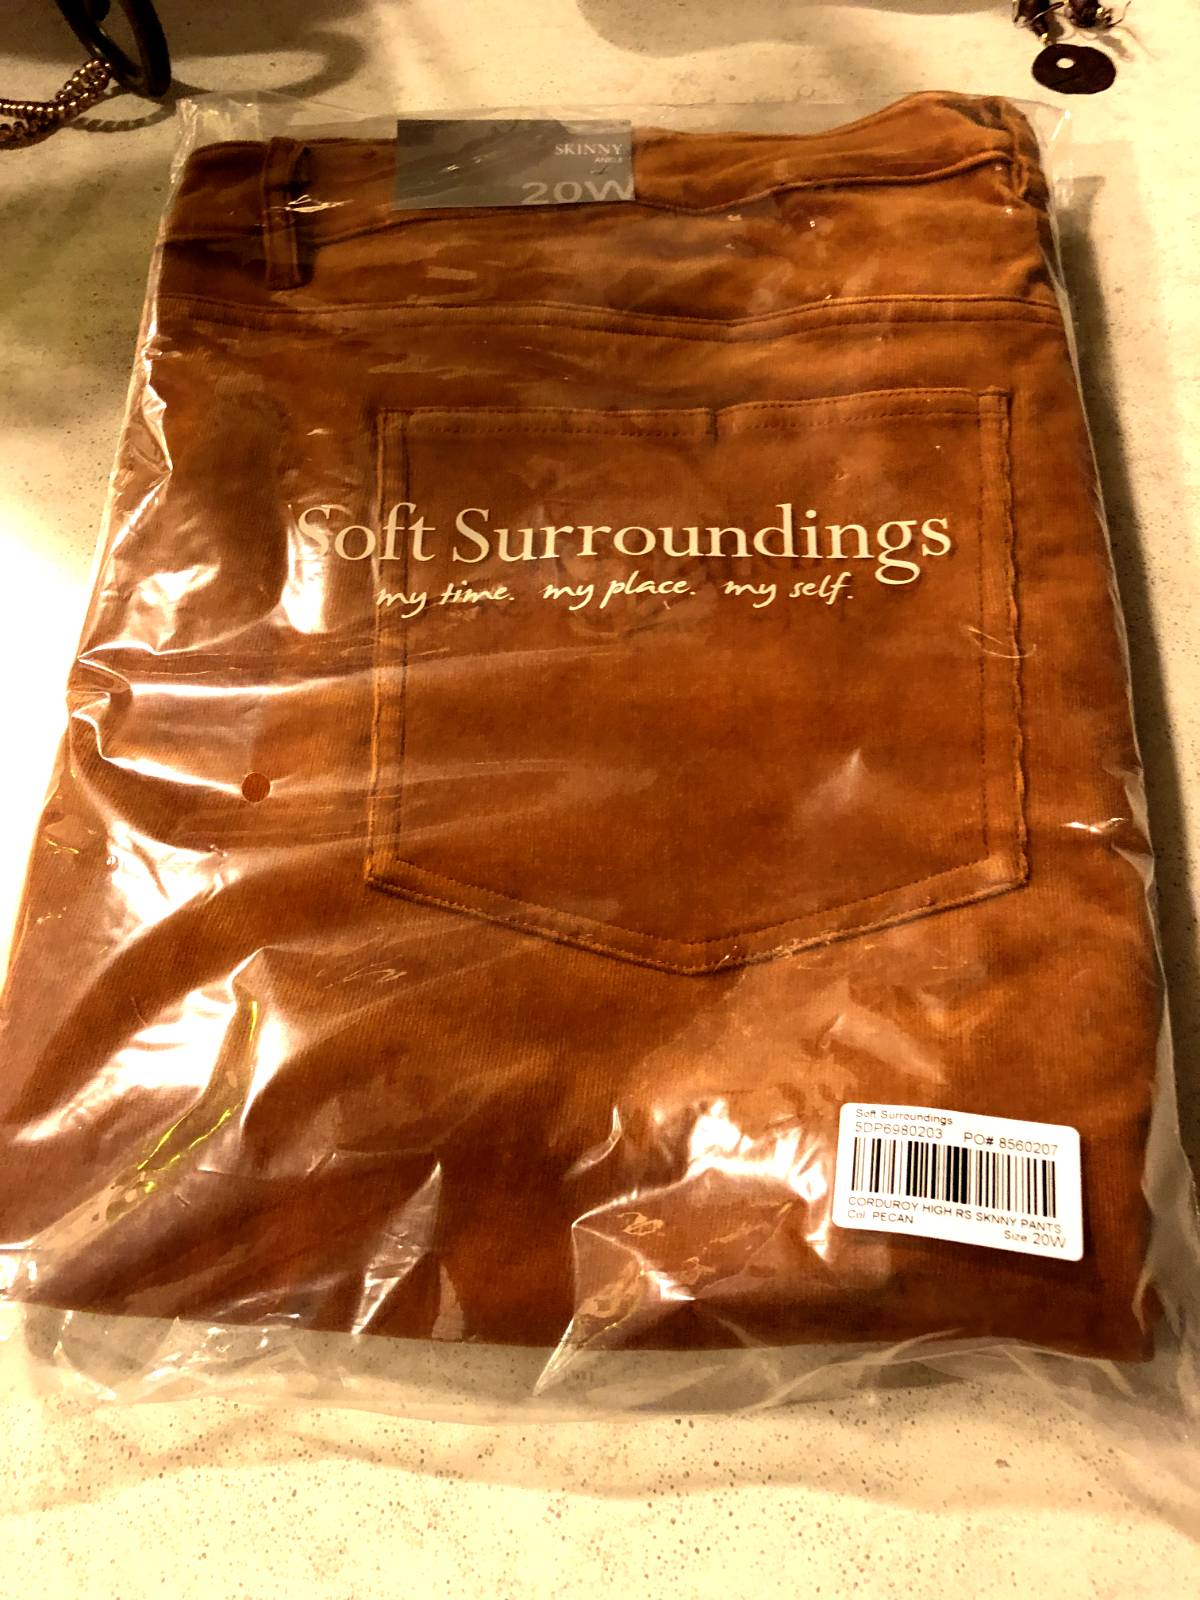 SKINNY
ANKLE
20W
Soft Surroundings
my time. my place. my self.
Soft Surroundings
5DP6980203 PO# 8560207
CORDUROY HIGH RS SKNNY PANTS
Col: PECAN
Size: 20W